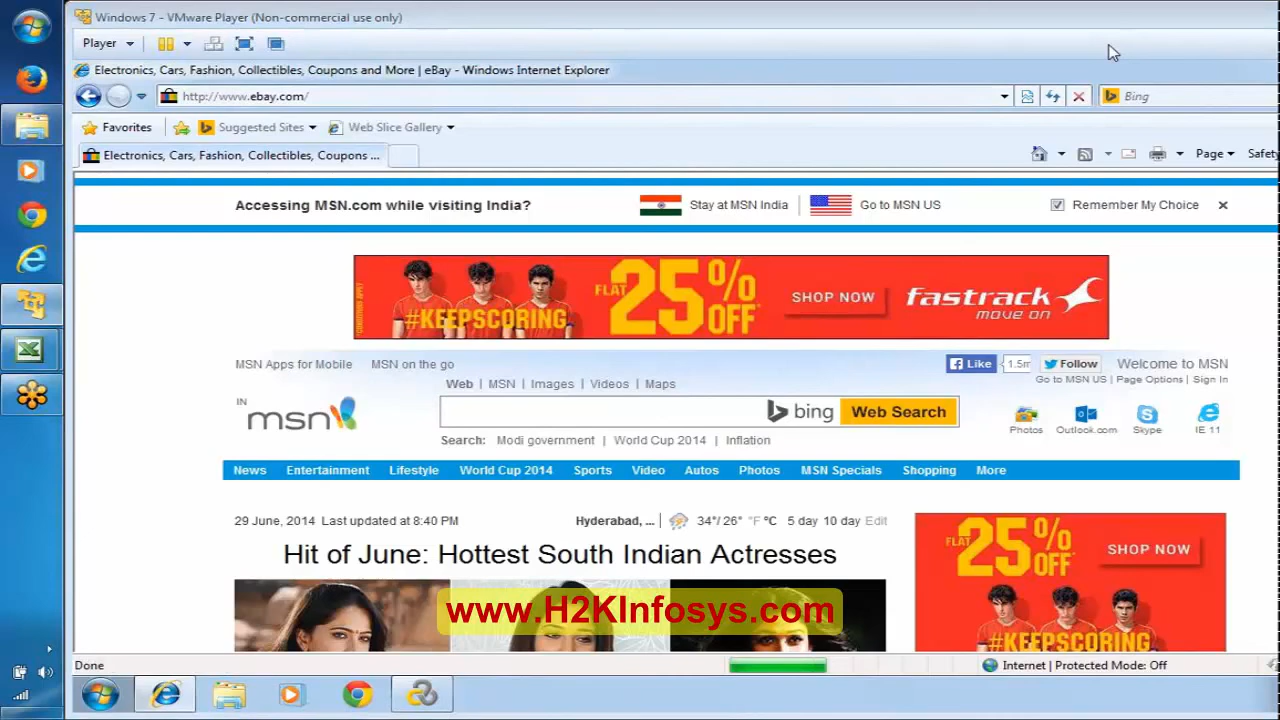 Windows 7 - VMware Player (Non-commercial use only)
Player
Electronics, Cars, Fashion, Collectibles, Coupons and More | eBay - Windows Internet Explorer
http://www.ebay.com/
Bing
Favorites Suggested Sites Web Slice Gallery
Electronics, Cars, Fashion, Collectibles, Coupons ...
Page Safety
Accessing MSN.com while visiting India? Stay at MSN India Go to MSN US Remember My Choice
#KEEPSCORING FLAT 25% OFF* SHOP NOW fastrack move on
CONDITIONS APPLY
MSN Apps for Mobile MSN on the go
Like 1.5m Follow Welcome to MSN
Go to MSN US | Page Options | Sign In
Web | MSN | Images | Videos | Maps
IN
msn
bing Web Search
Photos Outlook.com Skype IE 11
Search: Modi government | World Cup 2014 | Inflation
News Entertainment Lifestyle World Cup 2014 Sports Video Autos Photos MSN Specials Shopping More
29 June, 2014 Last updated at 8:40 PM
Hyderabad, ... | 34°/ 26° °F °C 5 day 10 day Edit
Hit of June: Hottest South Indian Actresses
FLAT 25% OFF* SHOP NOW
#KEEPSCORING
www.H2KInfosys.com
Done
Internet | Protected Mode: Off